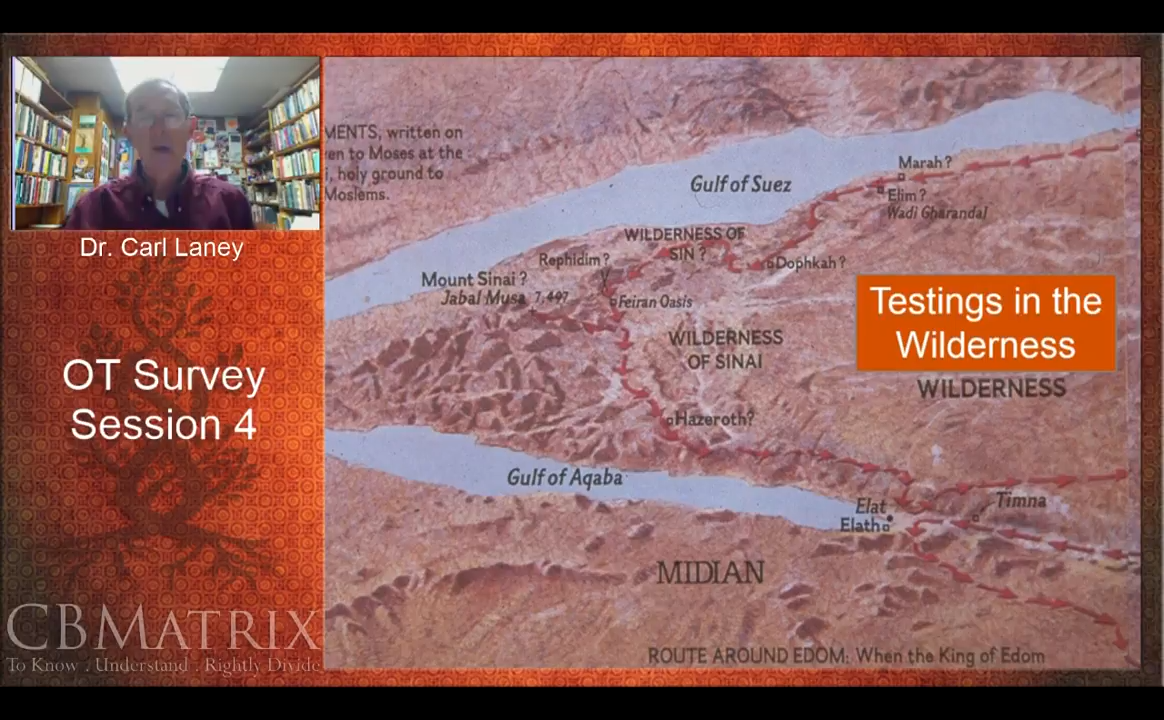 Dr. Carl Laney
OT Survey
Session 4
CBMATRIX
To Know . Understand . Rightly Divide
MENTS, written on
en to Moses at the
i, holy ground to
Moslems.
Gulf of Suez
Marah?
Elim?
Wadi Gharandal
WILDERNESS OF
SIN ?
Rephidim?
Dophkah?
Mount Sinai ?
Jabal Musa 7,497
Feiran Oasis
Testings in the
Wilderness
WILDERNESS
OF SINAI
WILDERNESS
Hazeroth?
Gulf of Aqaba
Timna
Elat
Elath
MIDIAN
ROUTE AROUND EDOM: When the King of Edom